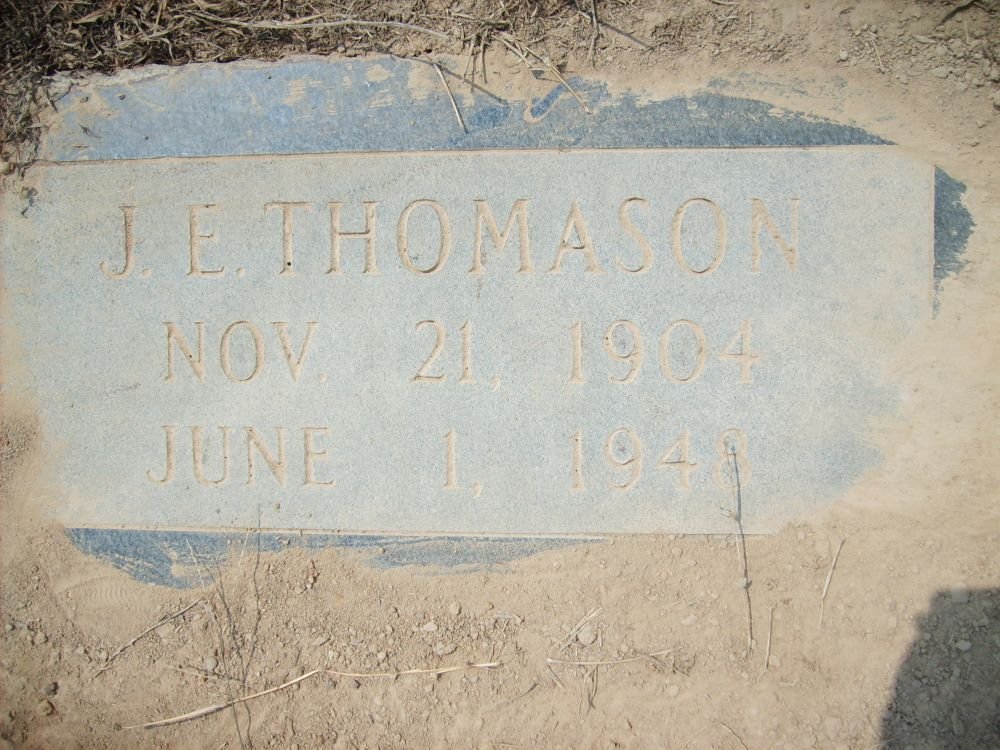 J. E. THOMASON
NOV. 21, 1904
JUNE 1, 1948